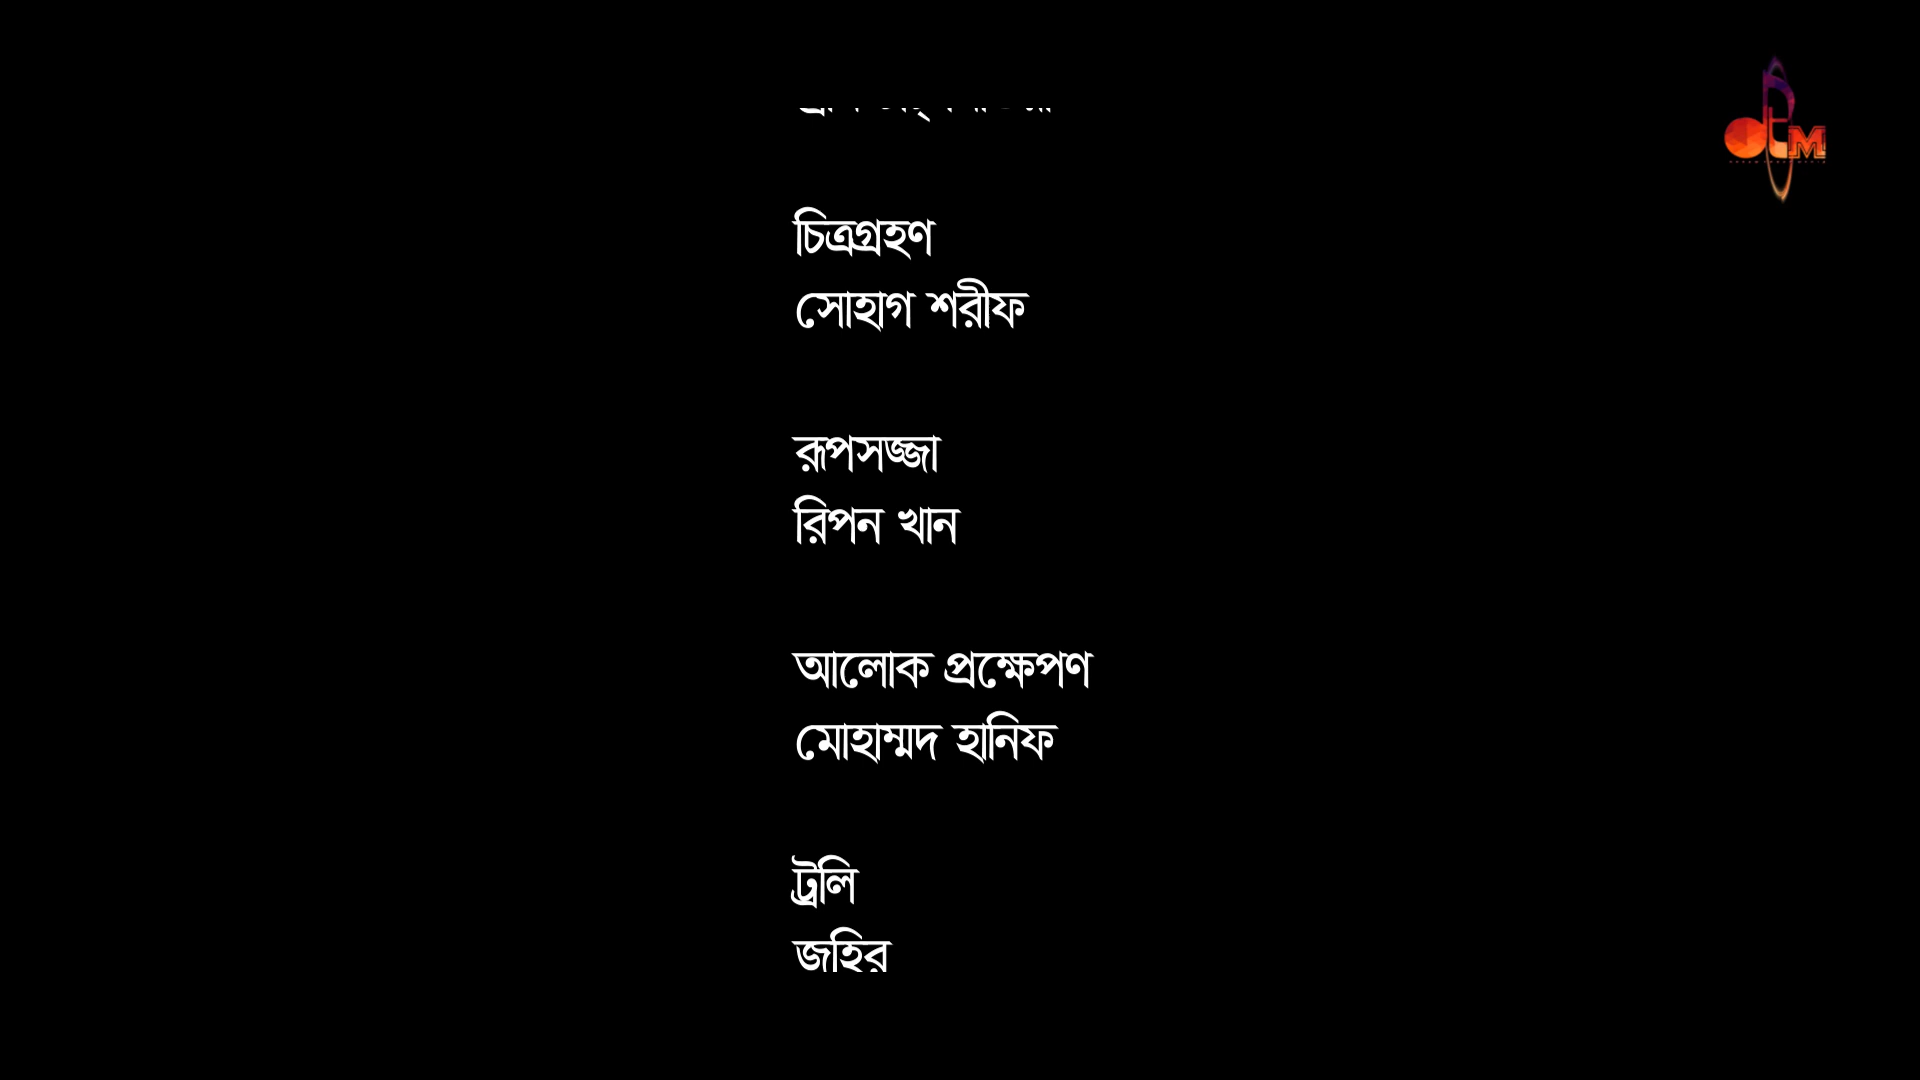 চিত্রগ্রহণ
সোহাগ শরীফ
রূপসজ্জা
রিপন খান
আলোক প্রক্ষেপণ
মোহাম্মদ হানিফ
ট্রলি
জহির